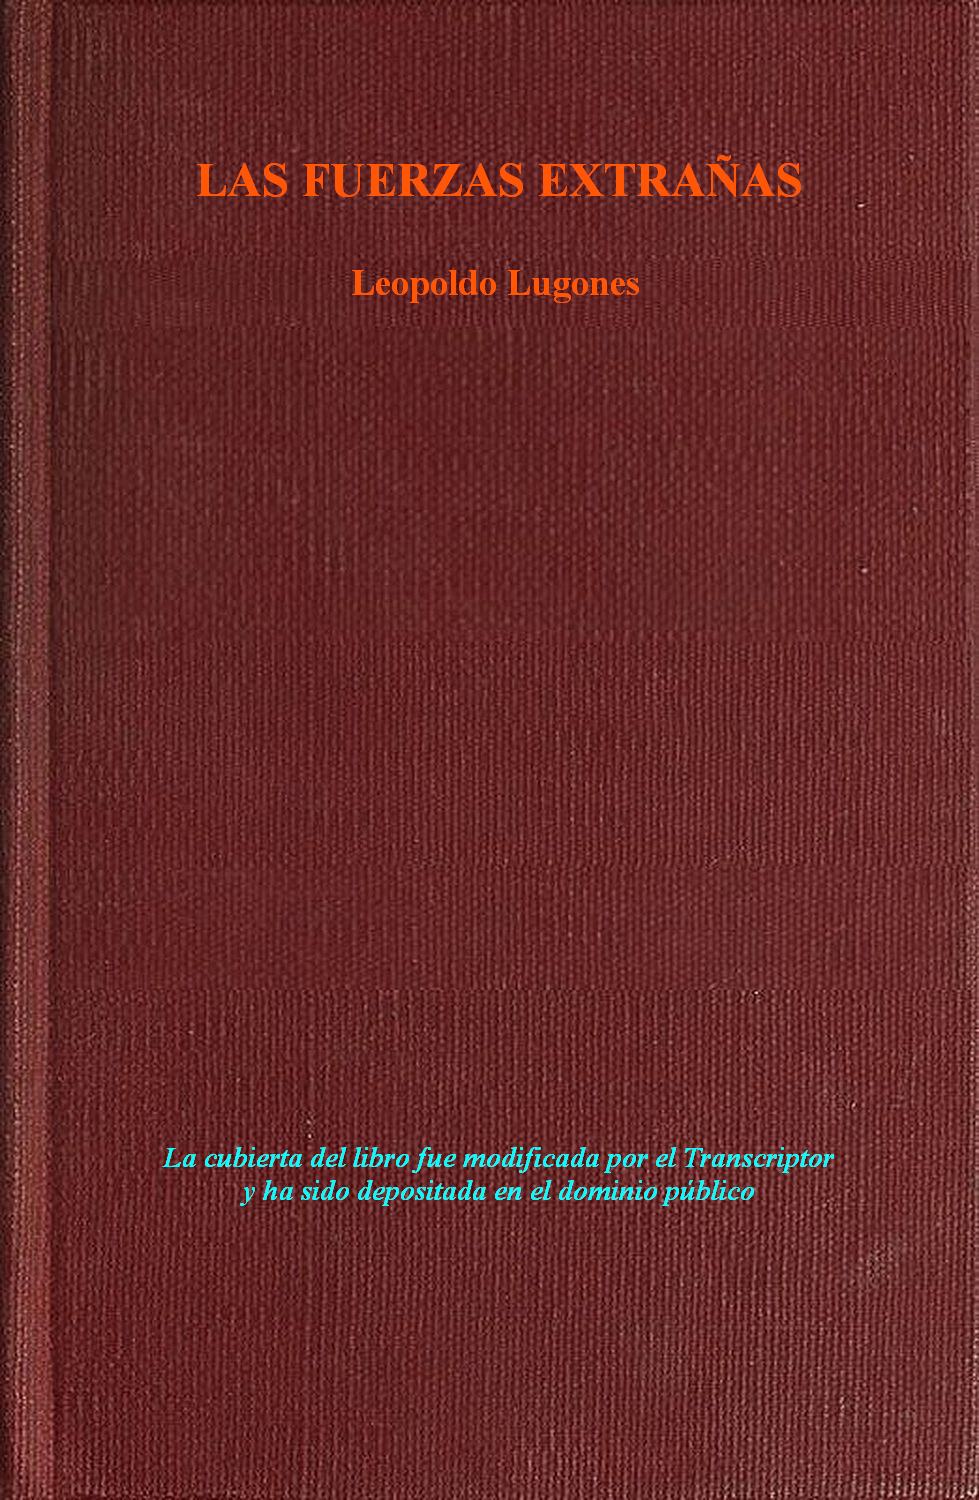 LAS FUERZAS EXTRAÑAS
Leopoldo Lugones
La cubierta del libro fue modificada por el Transcriptor
y ha sido depositada en el dominio público